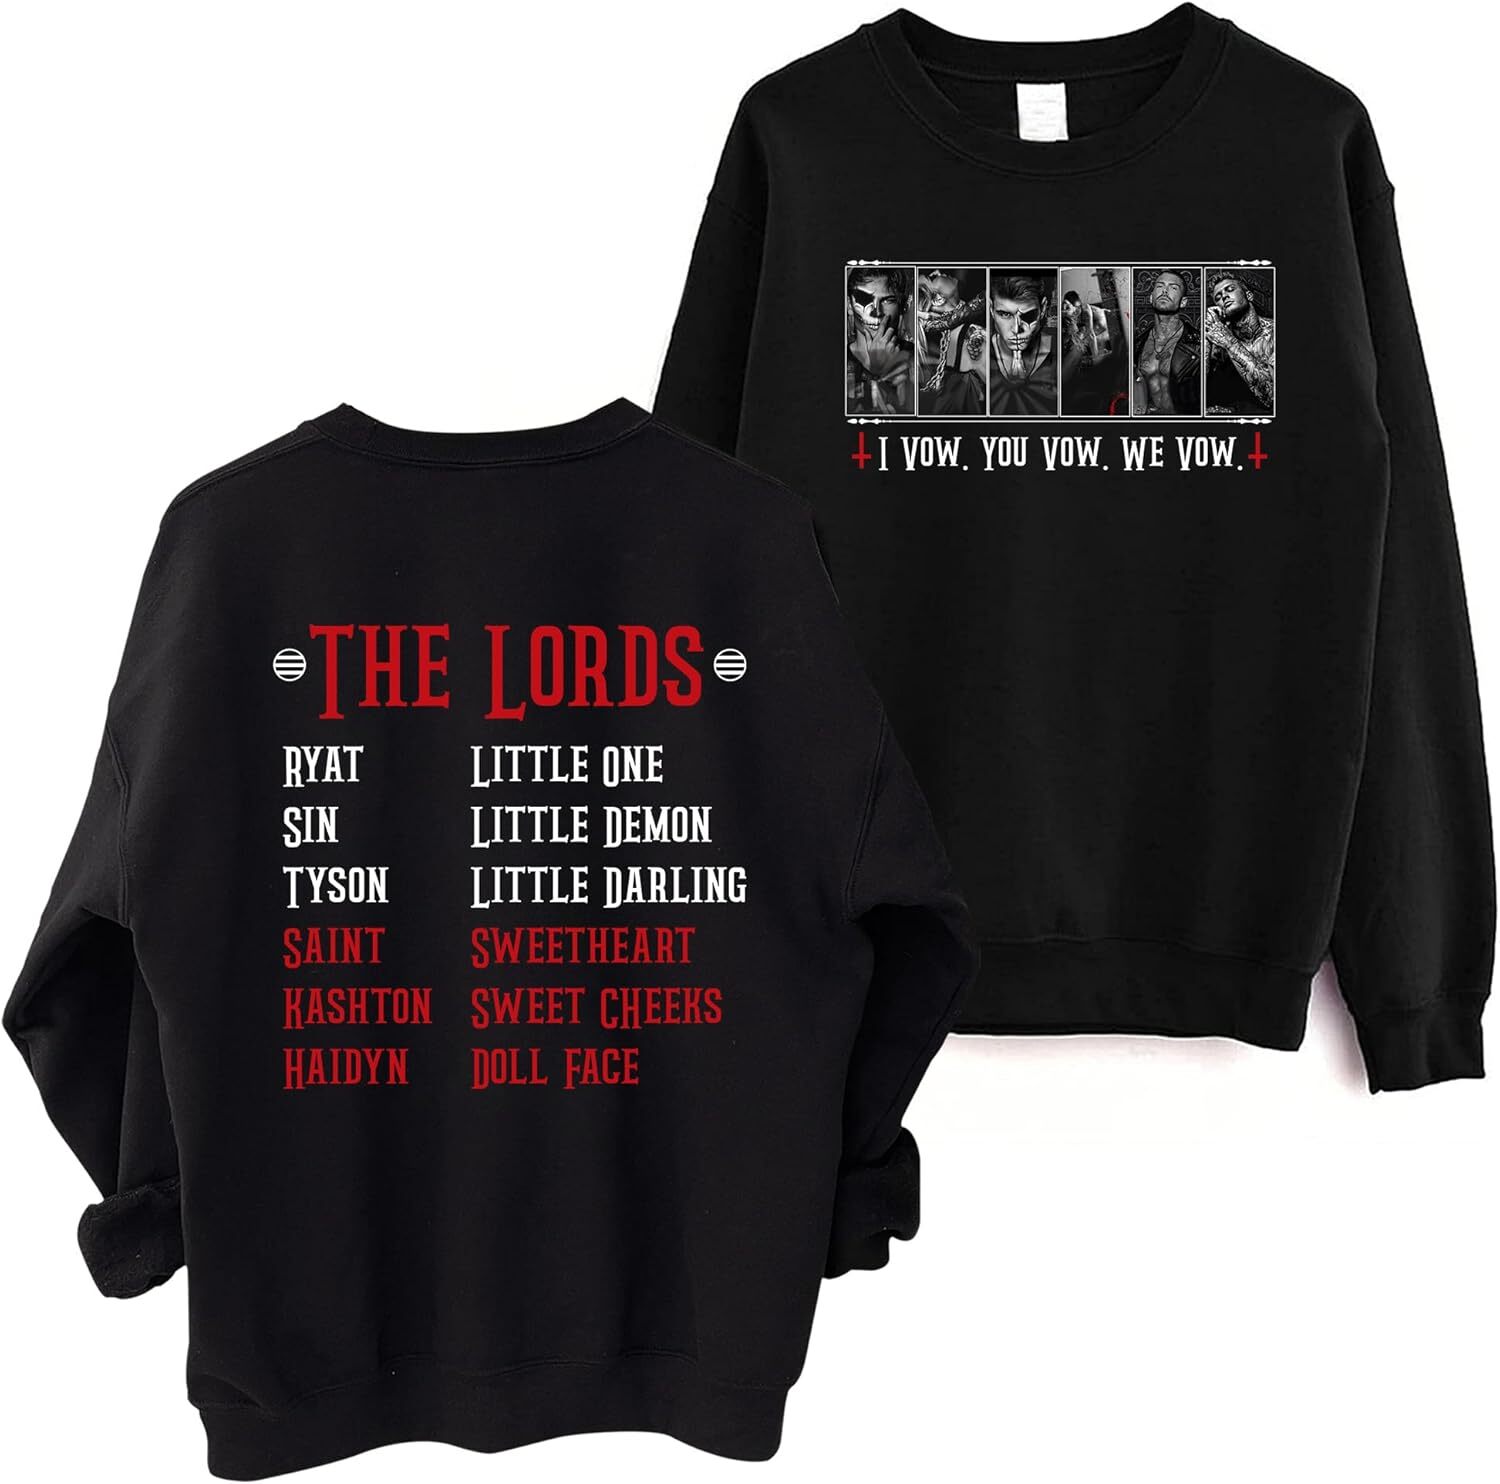 I VOW. YOU VOW. WE VOW.
THE LORDS
RYAT LITTLE ONE
SIN LITTLE DEMON
TYSON LITTLE DARLING
SAINT SWEETHEART
KASHTON SWEET CHEEKS
HAIDYN DOLL FACE